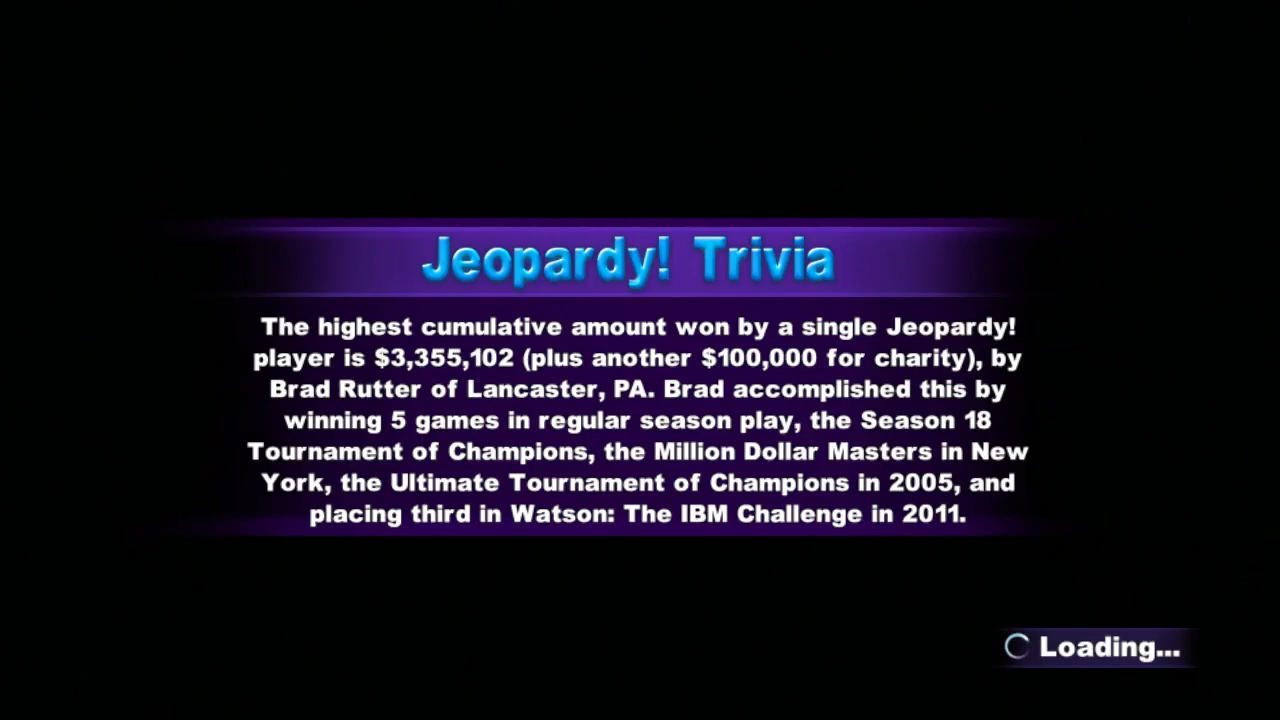 Jeopardy! Trivia
The highest cumulative amount won by a single Jeopardy!
player is $3,355,102 (plus another $100,000 for charity), by
Brad Rutter of Lancaster, PA. Brad accomplished this by
winning 5 games in regular season play, the Season 18
Tournament of Champions, the Million Dollar Masters in New
York, the Ultimate Tournament of Champions in 2005, and
placing third in Watson: The IBM Challenge in 2011.
Loading...